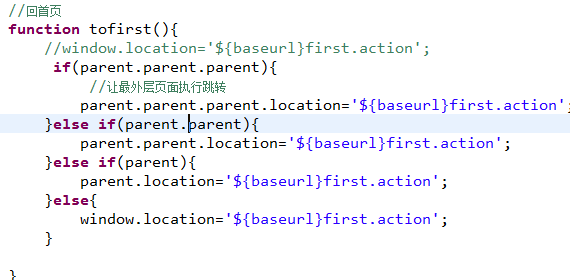 //回首页
function tofirst(){
//window.location='${baseurl}first.action';
if(parent.parent.parent){
//让最外层页面执行跳转
parent.parent.parent.location='${baseurl}first.action';
}else if(parent.parent){
parent.parent.location='${baseurl}first.action';
}else if(parent){
parent.location='${baseurl}first.action';
}else{
window.location='${baseurl}first.action';
}
}